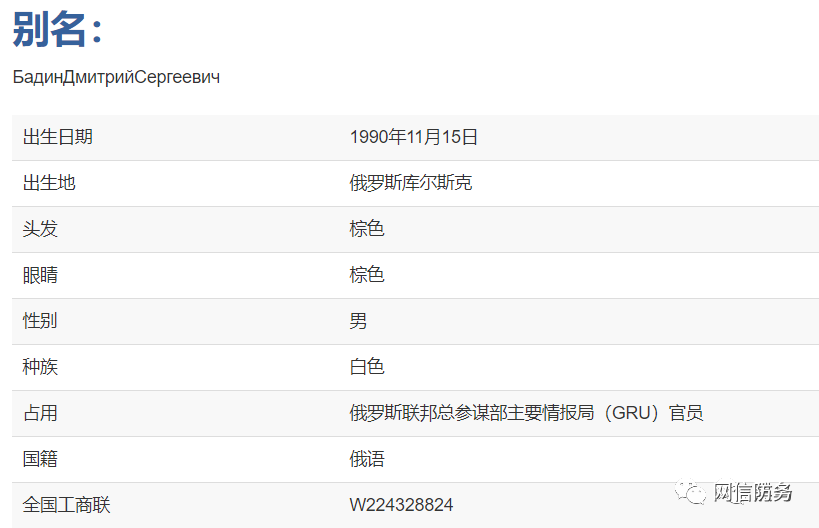 别名：
БадинДмитрийСергеевич
出生日期 1990年11月15日
出生地 俄罗斯库尔斯克
头发 棕色
眼睛 棕色
性别 男
种族 白色
占用 俄罗斯联邦总参谋部主要情报局（GRU）官员
国籍 俄语
全国工商联 W224328824
网信防务